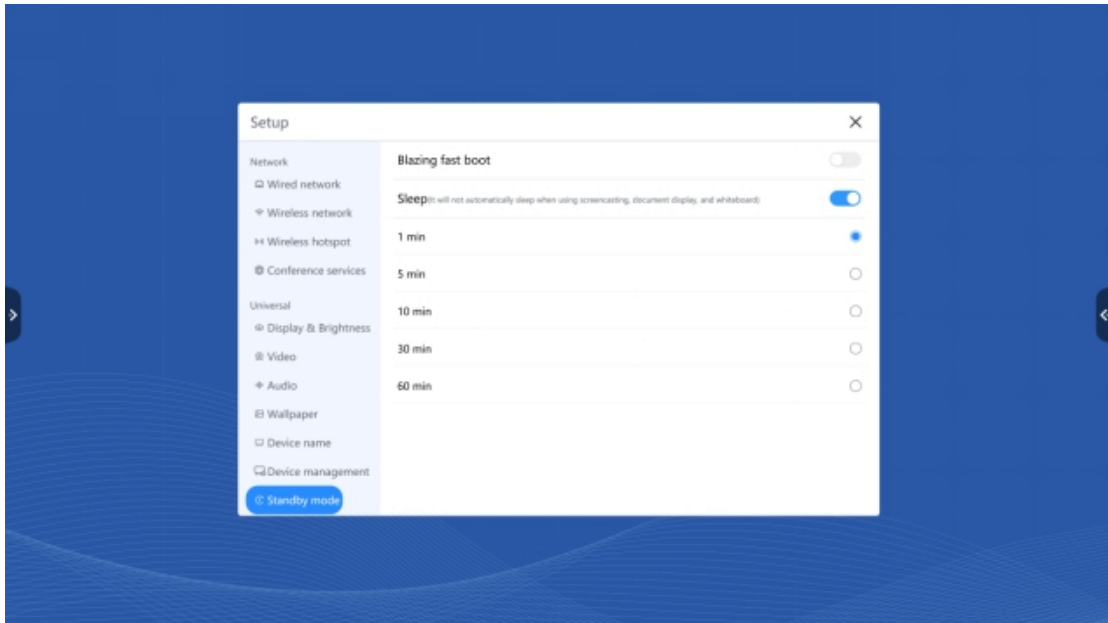 Setup
Network
Wired network
Wireless network
Wireless hotspot
Conference services
Universal
Display & Brightness
Video
Audio
Wallpaper
Device name
Device management
Standby mode
Blazing fast boot
Sleep(It will not automatically sleep when using screencasting, document display, and whiteboard)
1 min
5 min
10 min
30 min
60 min